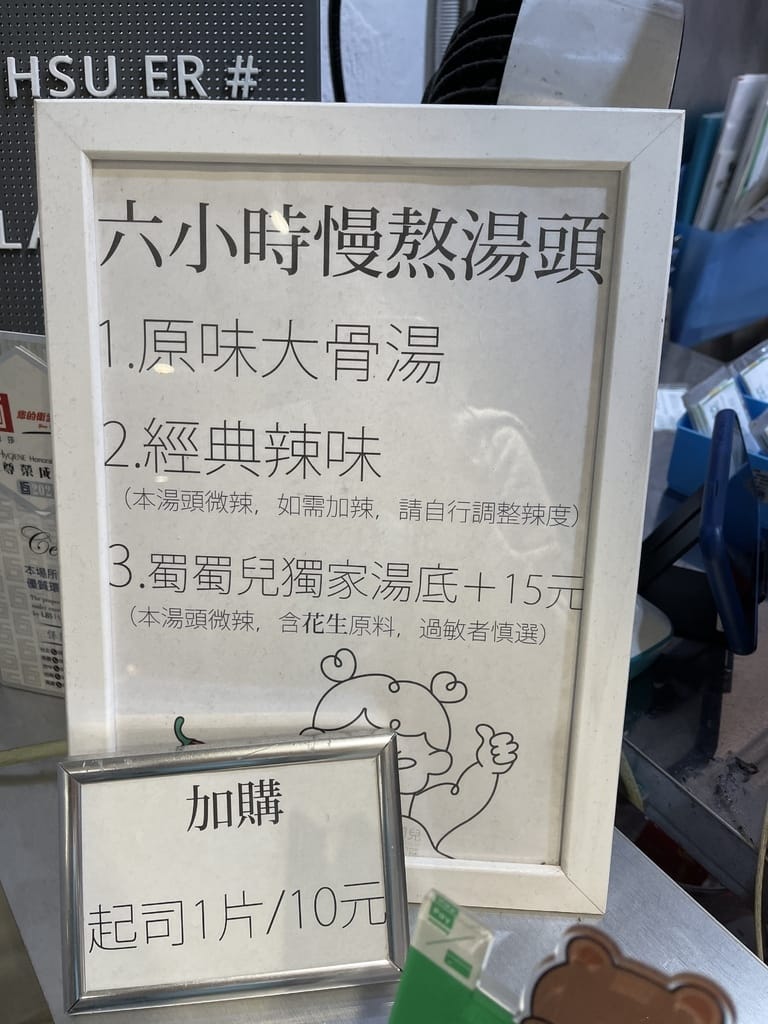 HSU ER #
六小時慢熬湯頭
1.原味大骨湯
2.經典辣味
（本湯頭微辣，如需加辣，請自行調整辣度）
3.蜀蜀兒獨家湯底＋15元
（本湯頭微辣，含花生原料，過敏者慎選）
加購
起司1片/10元